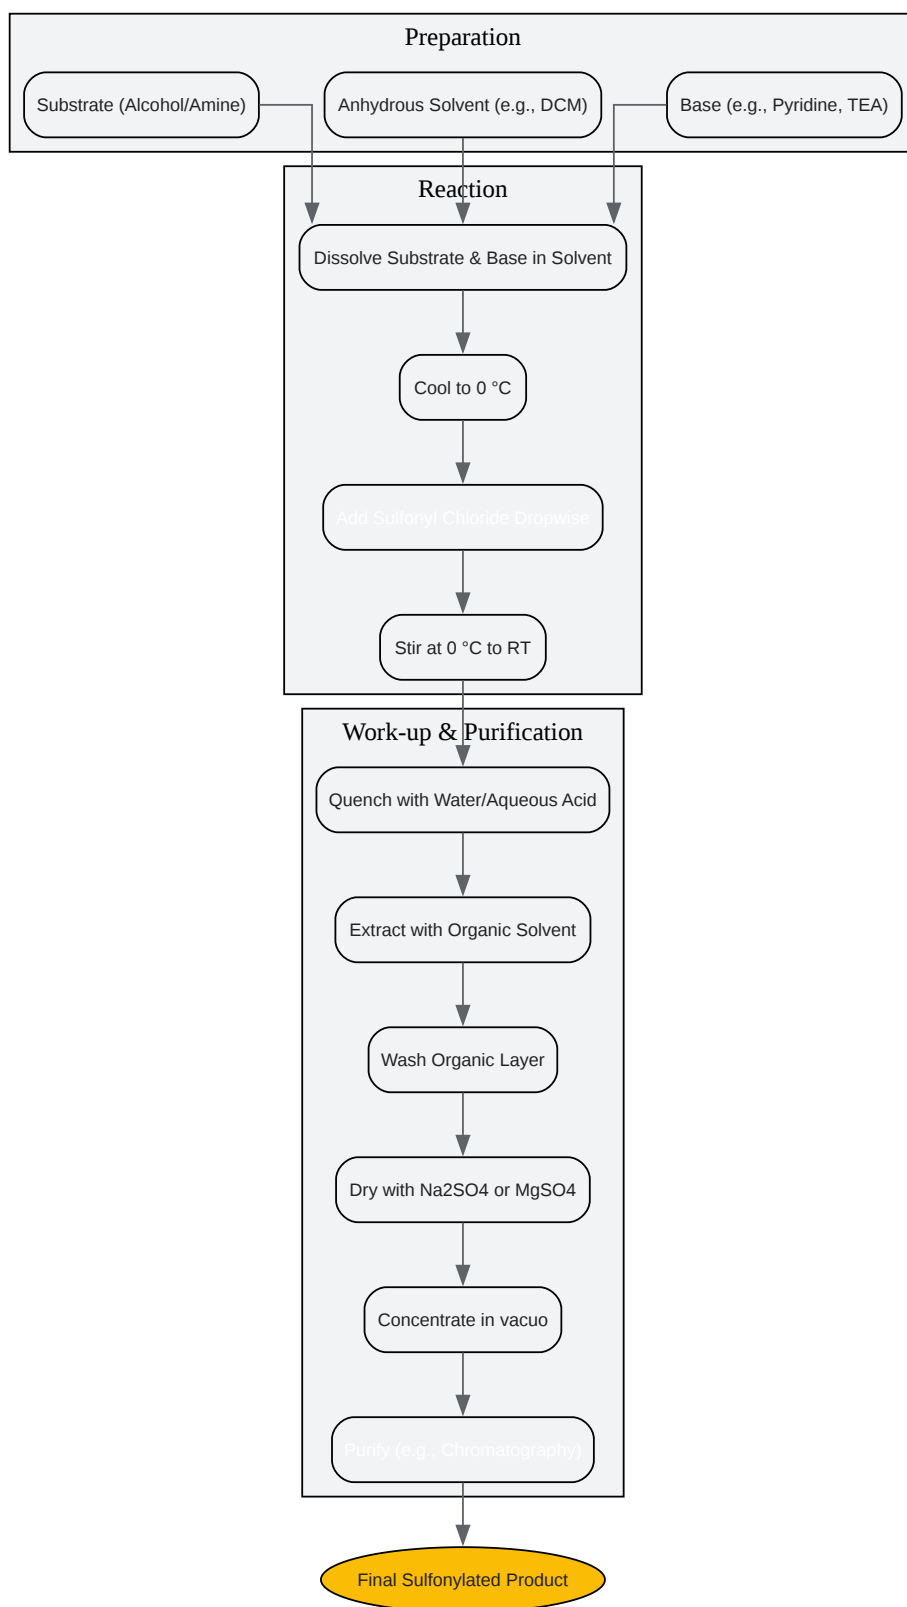 Preparation
Substrate (Alcohol/Amine)
Anhydrous Solvent (e.g., DCM)
Base (e.g., Pyridine, TEA)
Reaction
Dissolve Substrate & Base in Solvent
Cool to 0 °C
Add Sulfonyl Chloride Dropwise
Stir at 0 °C to RT
Work-up & Purification
Quench with Water/Aqueous Acid
Extract with Organic Solvent
Wash Organic Layer
Dry with Na2SO4 or MgSO4
Concentrate in vacuo
Purify (e.g., Chromatography)
Final Sulfonylated Product